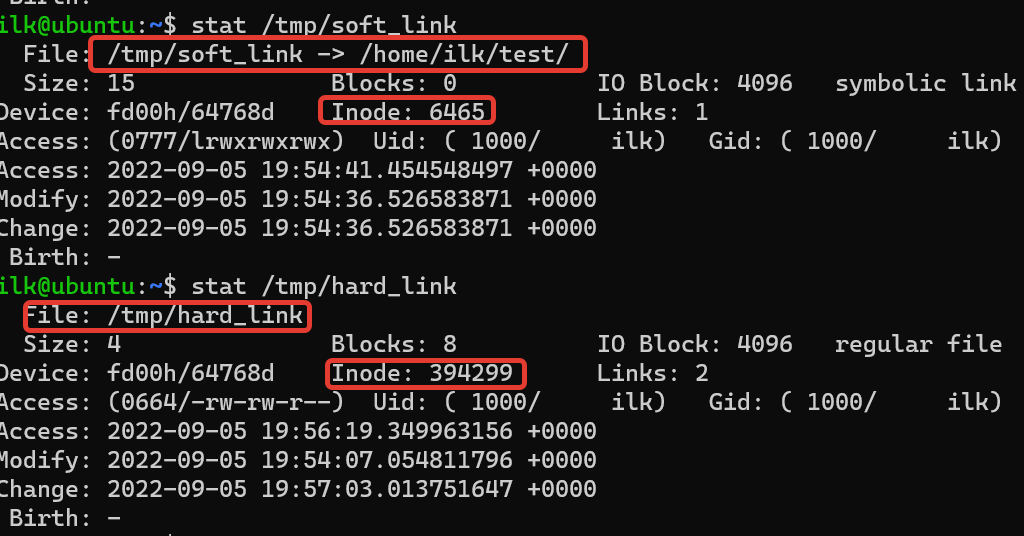 Birth: -
ilk@ubuntu:~$ stat /tmp/soft_link
File: /tmp/soft_link -> /home/ilk/test/
Size: 15 Blocks: 0 IO Block: 4096 symbolic link
Device: fd00h/64768d Inode: 6465 Links: 1
Access: (0777/lrwxrwxrwx) Uid: ( 1000/ ilk) Gid: ( 1000/ ilk)
Access: 2022-09-05 19:54:41.454548497 +0000
Modify: 2022-09-05 19:54:36.526583871 +0000
Change: 2022-09-05 19:54:36.526583871 +0000
Birth: -
ilk@ubuntu:~$ stat /tmp/hard_link
File: /tmp/hard_link
Size: 4 Blocks: 8 IO Block: 4096 regular file
Device: fd00h/64768d Inode: 394299 Links: 2
Access: (0664/-rw-rw-r--) Uid: ( 1000/ ilk) Gid: ( 1000/ ilk)
Access: 2022-09-05 19:56:19.349963156 +0000
Modify: 2022-09-05 19:54:07.054811796 +0000
Change: 2022-09-05 19:57:03.013751647 +0000
Birth: -